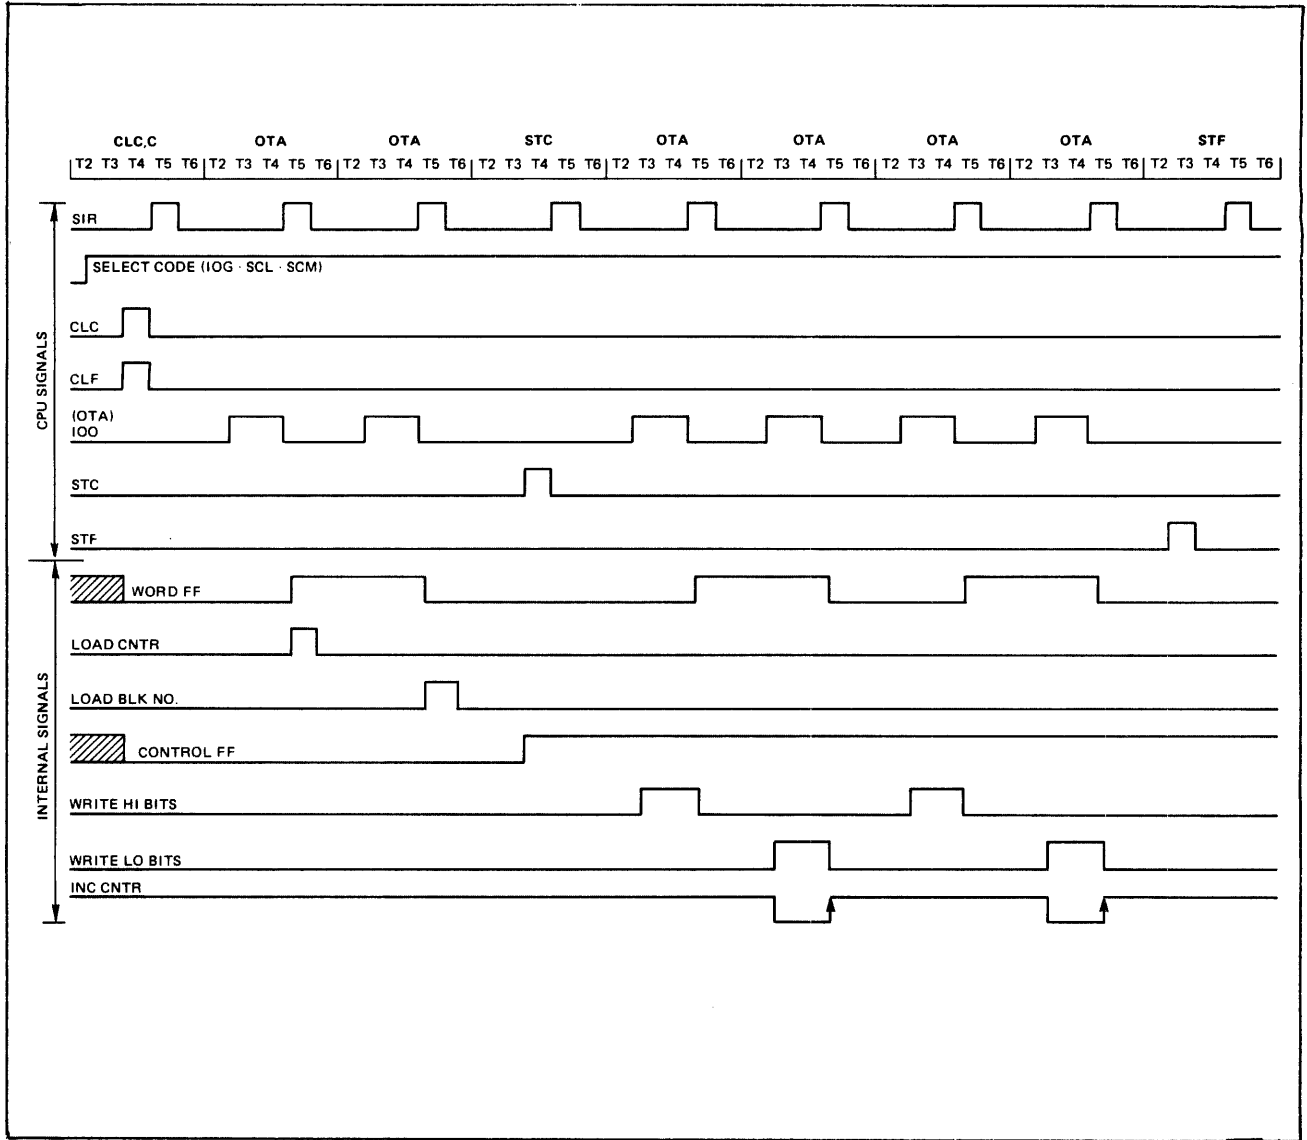 CLC,C OTA OTA STC OTA OTA OTA OTA STF
T2 T3 T4 T5 T6 T2 T3 T4 T5 T6 T2 T3 T4 T5 T6 T2 T3 T4 T5 T6 T2 T3 T4 T5 T6 T2 T3 T4 T5 T6 T2 T3 T4 T5 T6 T2 T3 T4 T5 T6 T2 T3 T4 T5 T6
CPU SIGNALS
SIR
SELECT CODE (IOG · SCL · SCM)
CLC
CLF
(OTA)
IOO
STC
STF
INTERNAL SIGNALS
WORD FF
LOAD CNTR
LOAD BLK NO.
CONTROL FF
WRITE HI BITS
WRITE LO BITS
INC CNTR